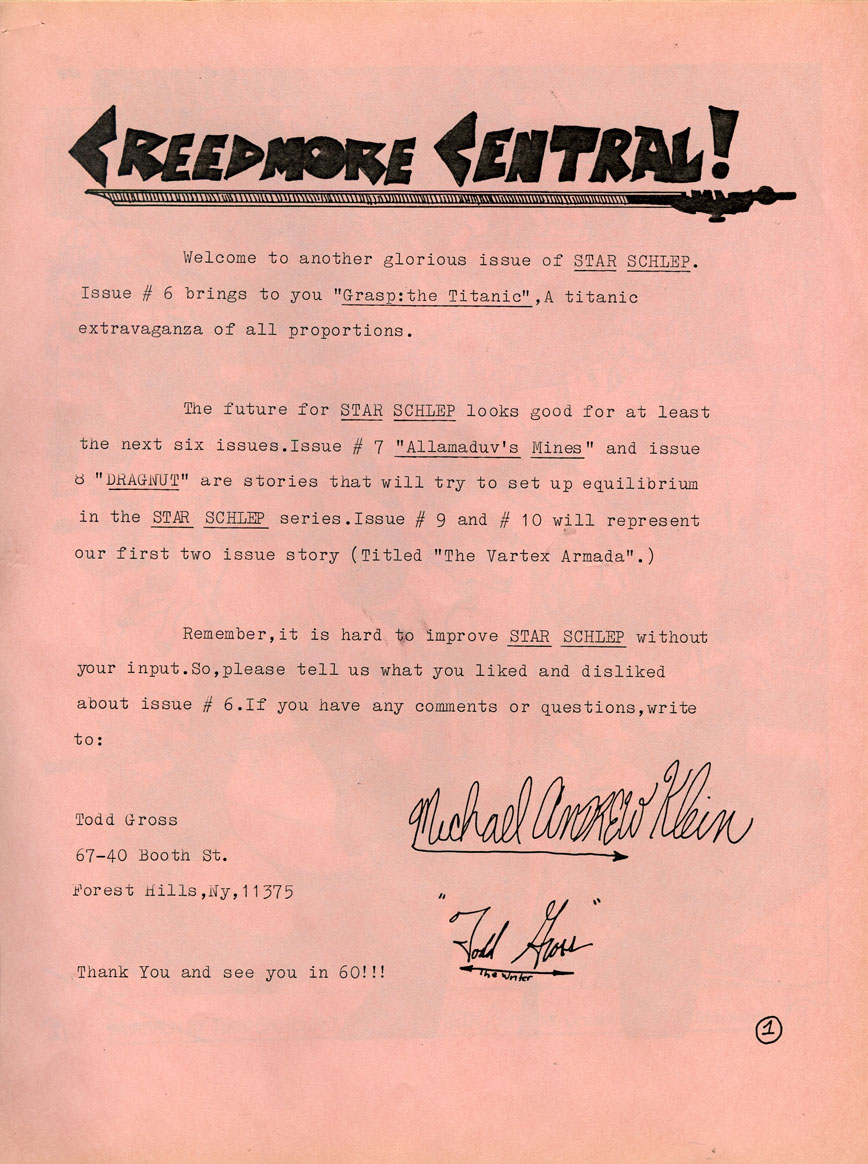 CREEDMORE CENTRAL!
Welcome to another glorious issue of STAR SCHLEP.
Issue # 6 brings to you "Grasp:the Titanic",A titanic
extravaganza of all proportions.
The future for STAR SCHLEP looks good for at least
the next six issues.Issue # 7 "Allamaduv's Mines" and issue
8 "DRAGNUT" are stories that will try to set up equilibrium
in the STAR SCHLEP series.Issue # 9 and # 10 will represent
our first two issue story (Titled "The Vartex Armada".)
Remember,it is hard to improve STAR SCHLEP without
your input.So,please tell us what you liked and disliked
about issue # 6.If you have any comments or questions,write
to:
Todd Gross
67-40 Booth St.
Forest Hills,Ny,11375
Thank You and see you in 60!!!
Michael ANDREW Klein
"Todd Gross"
The Writer
1